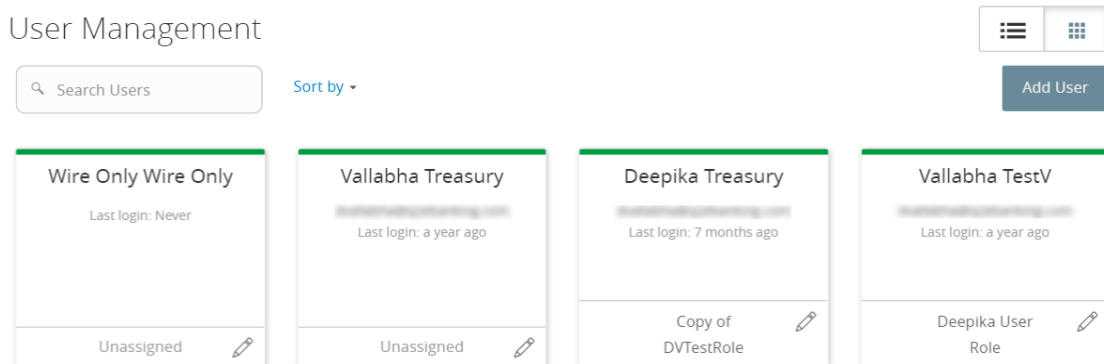 User Management
Search Users
Sort by
Add User
Wire Only Wire Only
Last login: Never
Unassigned
Vallabha Treasury
Last login: a year ago
Unassigned
Deepika Treasury
Last login: 7 months ago
Copy of
DVTestRole
Vallabha TestV
Last login: a year ago
Deepika User
Role